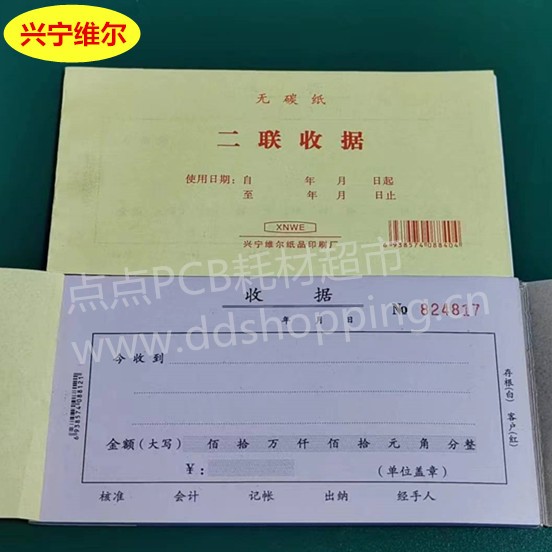 兴宁维尔
无碳纸
二联收据
使用日期：自 年 月 日起
至 年 月 日止
XNWE
兴宁维尔纸品印刷厂
6938574088404
点点PCB耗材超市
www.ddshopping.cn
收 据
No 824817
年 月 日
今收到
金额(大写) 佰 拾 万 仟 佰 拾 元 角 分整
¥：
(单位盖章)
核准 会计 记帐 出纳 经手人
存根(白) 客户(红)
6938574088121